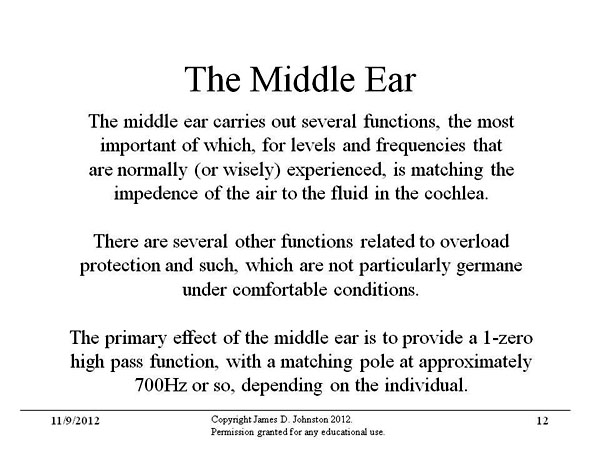 The Middle Ear
The middle ear carries out several functions, the most
important of which, for levels and frequencies that
are normally (or wisely) experienced, is matching the
impedence of the air to the fluid in the cochlea.
There are several other functions related to overload
protection and such, which are not particularly germane
under comfortable conditions.
The primary effect of the middle ear is to provide a 1-zero
high pass function, with a matching pole at approximately
700Hz or so, depending on the individual.
11/9/2012
Copyright James D. Johnston 2012.
Permission granted for any educational use.
12